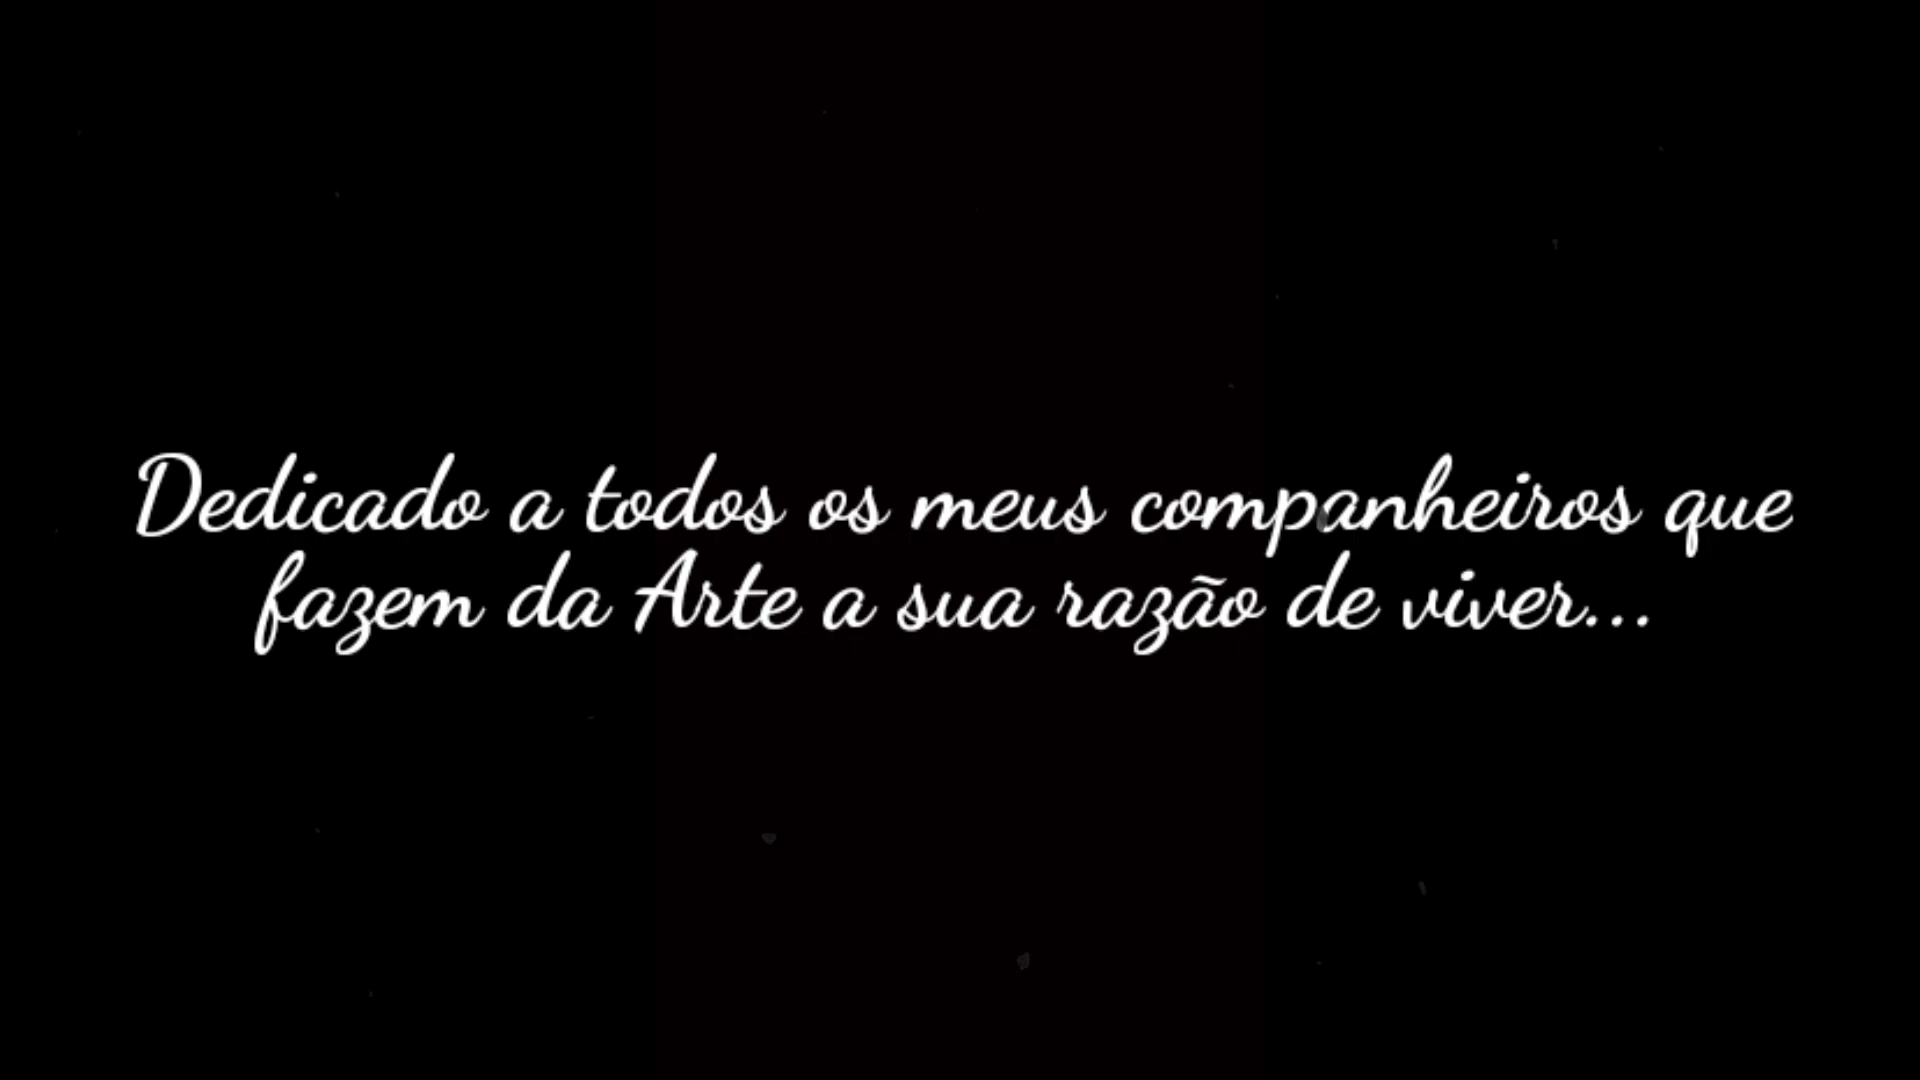 Dedicado a todos os meus companheiros que
fazem da Arte a sua razão de viver...